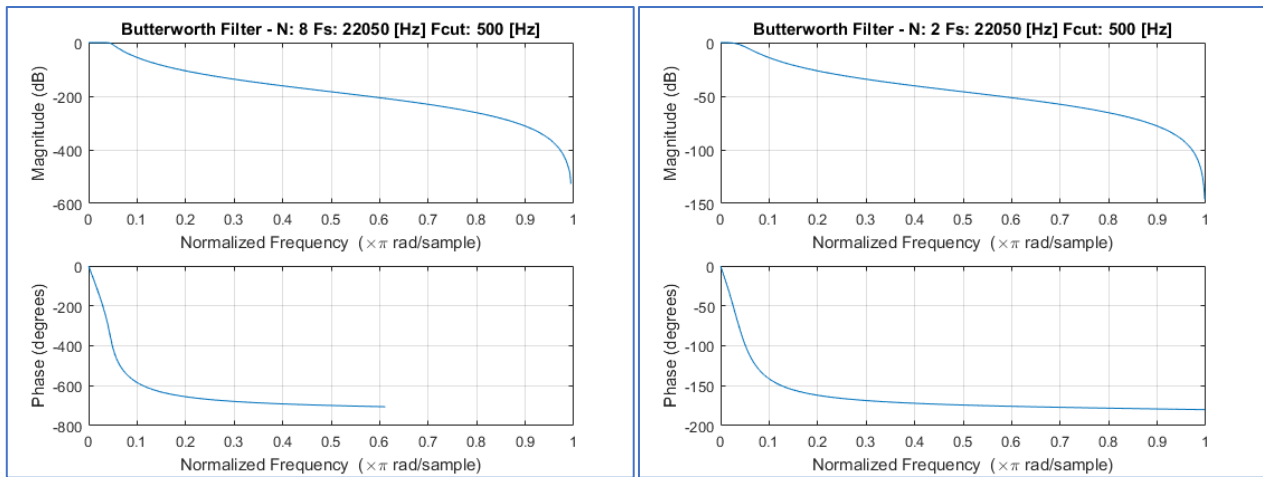 Butterworth Filter - N: 8 Fs: 22050 [Hz] Fcut: 500 [Hz]
Magnitude (dB)
0
-200
-400
-600
0 0.1 0.2 0.3 0.4 0.5 0.6 0.7 0.8 0.9 1
Normalized Frequency (×π rad/sample)
Phase (degrees)
0
-200
-400
-600
-800
0 0.1 0.2 0.3 0.4 0.5 0.6 0.7 0.8 0.9 1
Normalized Frequency (×π rad/sample)
Butterworth Filter - N: 2 Fs: 22050 [Hz] Fcut: 500 [Hz]
Magnitude (dB)
0
-50
-100
-150
0 0.1 0.2 0.3 0.4 0.5 0.6 0.7 0.8 0.9 1
Normalized Frequency (×π rad/sample)
Phase (degrees)
0
-50
-100
-150
-200
0 0.1 0.2 0.3 0.4 0.5 0.6 0.7 0.8 0.9 1
Normalized Frequency (×π rad/sample)